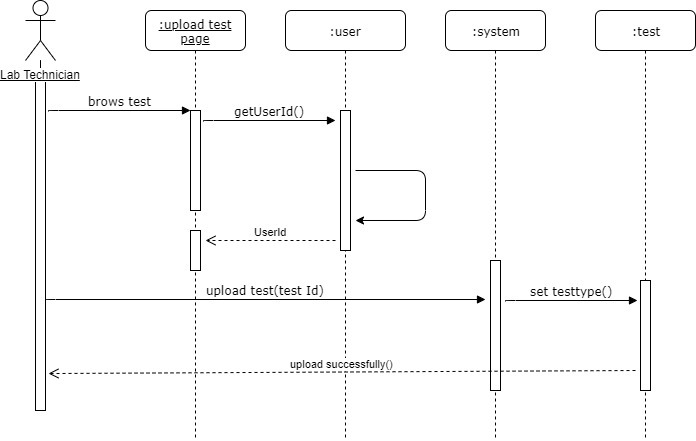 :upload test
page
:user
:system
:test
Lab Technician
brows test
getUserId()
UserId
upload test(test Id)
set testtype()
upload successfully()